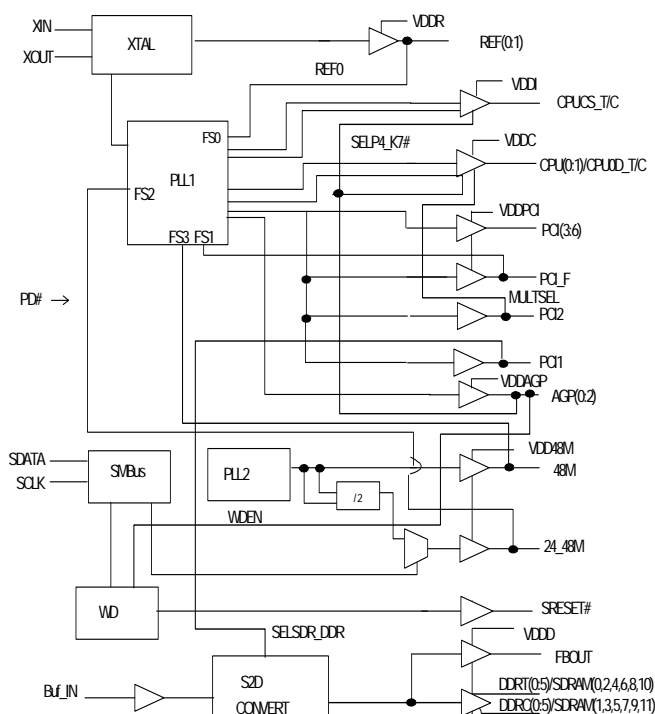 XIN
XOUT
XTAL
VDDR
REF(0:1)
REF0
VDDI
CPUCS_T/C
FS0
SELP4_K7#
VDDC
CPU(0:1)/CPU0D_T/C
PLL1
FS2
VDDPCI
PCI(3:6)
FS3 FS1
PCI_F
PD#
MULTSEL
PCI2
PCI1
VDDAGP
AGP(0:2)
SDATA
SCLK
SMBus
PLL2
VDD48M
48M
/2
WDEN
24_48M
WD
SRESET#
SELSDR_DDR
VDDD
FBOUT
Buf_IN
S2D
CONVERT
DDRT(0:5)/SDRAM(0,2,4,6,8,10)
DDRC(0:5)/SDRAM(1,3,5,7,9,11)